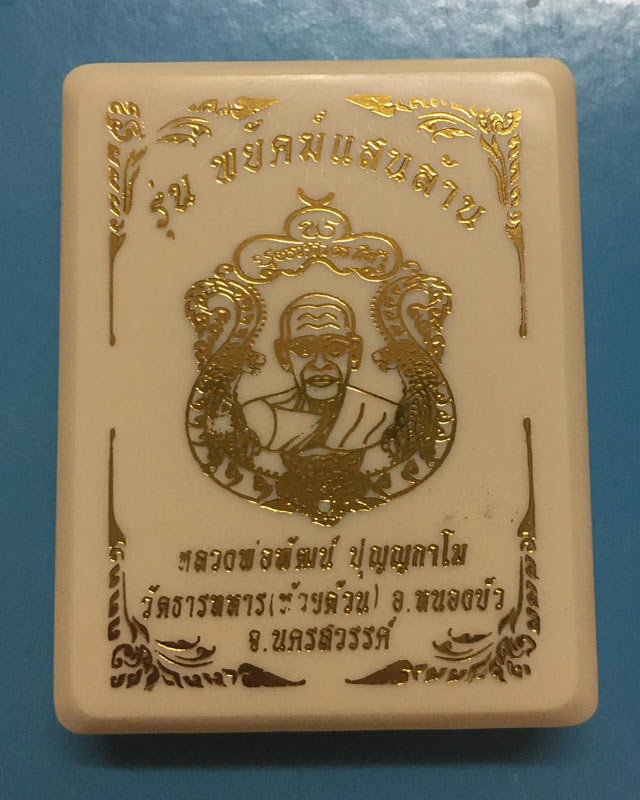 รุ่น พยัคฆ์แสนล้าน
หลวงพ่อพัฒน์ ปุญญกาโม
วัดธารทหาร(ห้วยด้วน) อ.หนองบัว
จ.นครสวรรค์